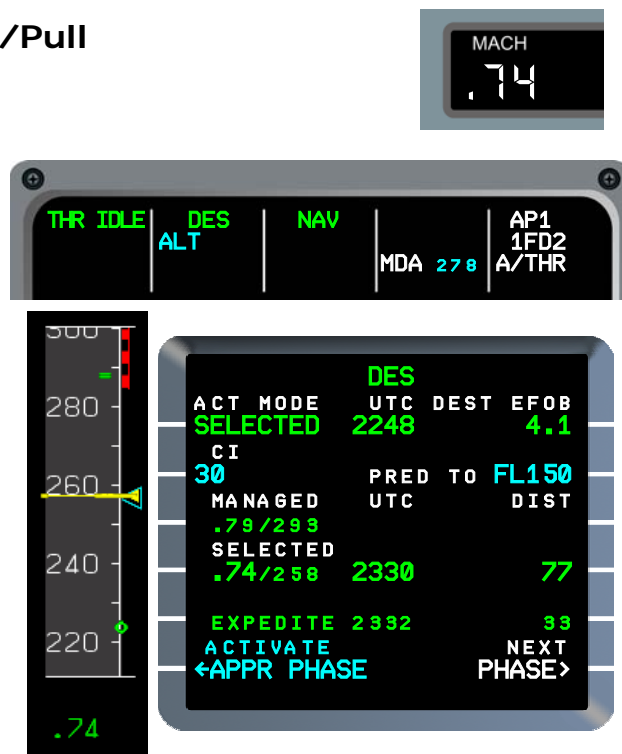 /Pull
MACH
.74
THR IDLE DES NAV AP1
ALT 1FD2
MDA 278 A/THR
300
280
260
240
220
.74
DES
ACT MODE UTC DEST EFOB
SELECTED 2248 4.1
CI
30 PRED TO FL150
MANAGED UTC DIST
.79/293
SELECTED
.74/258 2330 77
EXPEDITE 2332 33
ACTIVATE NEXT
←APPR PHASE PHASE>